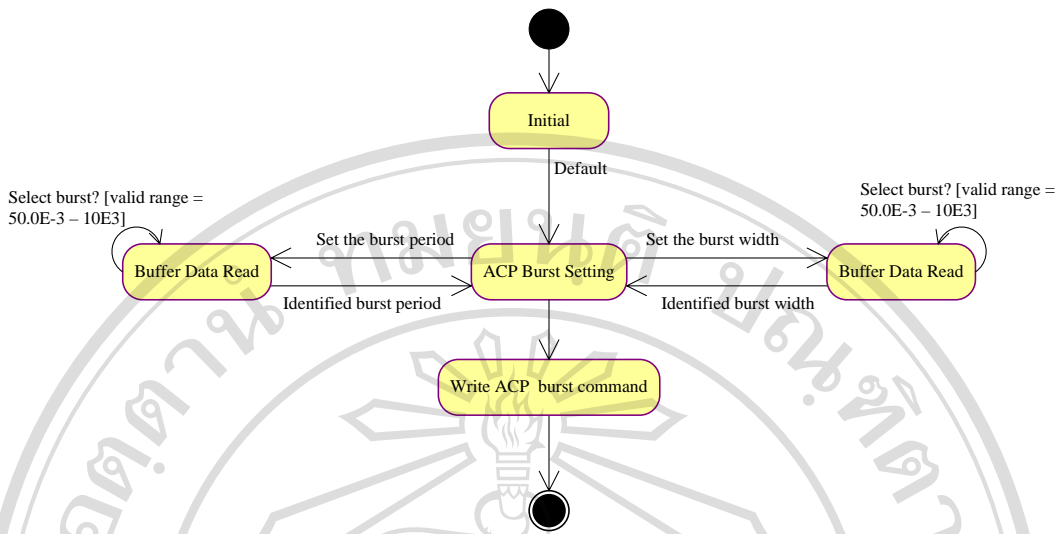 Initial
Default
Select burst? [valid range =
50.0E-3 – 10E3]
Select burst? [valid range =
50.0E-3 – 10E3]
Set the burst period
Set the burst width
Buffer Data Read
ACP Burst Setting
Buffer Data Read
Identified burst period
Identified burst width
Write ACP  burst command